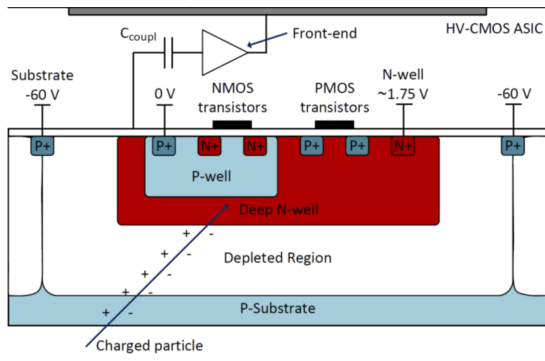 HV-CMOS ASIC
Ccoupl
Front-end
Substrate
-60 V
0 V
NMOS
transistors
PMOS
transistors
N-well
~1.75 V
-60 V
P+
P+
N+
N+
P+
P+
N+
P+
P-well
Deep N-well
+ -
+ -
+ -
Depleted Region
+ -
+ -
P-Substrate
+ -
Charged particle